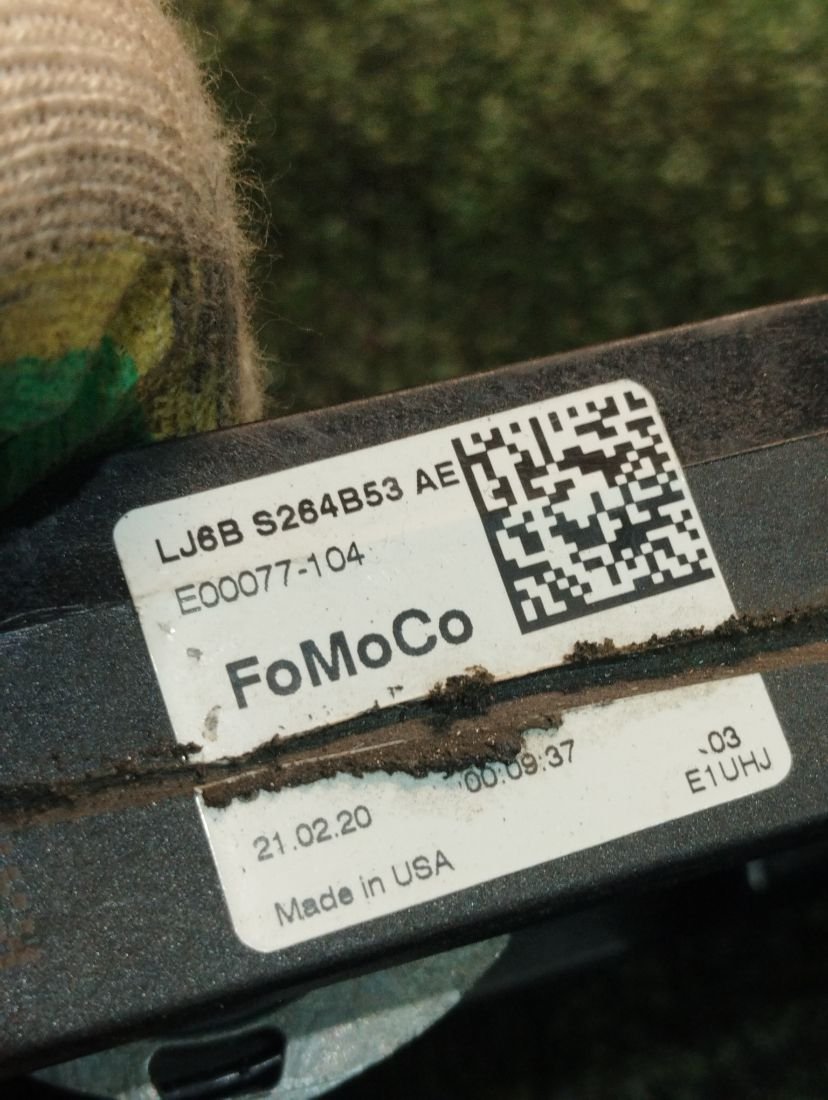 LJ6B S264B53 AE
E00077-104
FoMoCo
21.02.20 00:09:37 03
E1UHJ
Made in USA